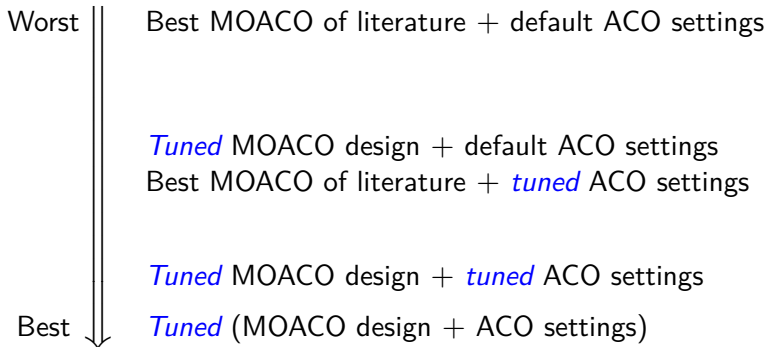 Worst Best MOACO of literature + default ACO settings
Tuned MOACO design + default ACO settings
Best MOACO of literature + tuned ACO settings
Tuned MOACO design + tuned ACO settings
Best Tuned (MOACO design + ACO settings)